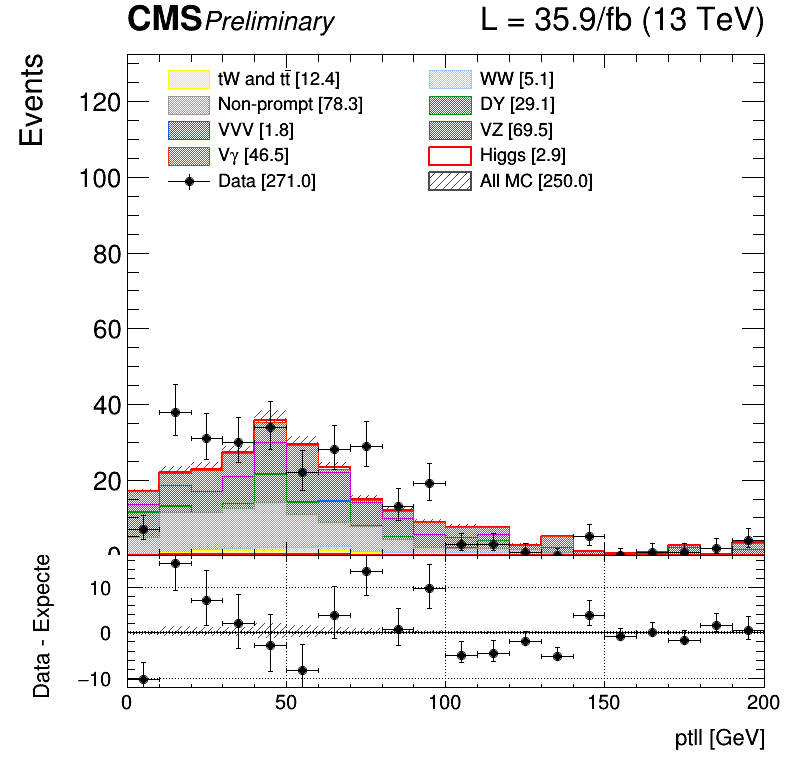 CMS Preliminary L = 35.9/fb (13 TeV)
Events
tW and tt̄ [12.4]
Non-prompt [78.3]
VVV [1.8]
Vγ [46.5]
Data [271.0]
WW [5.1]
DY [29.1]
VZ [69.5]
Higgs [2.9]
All MC [250.0]
120
100
80
60
40
20
0
Data - Expecte
10
0
−10
0 50 100 150 200
ptll [GeV]